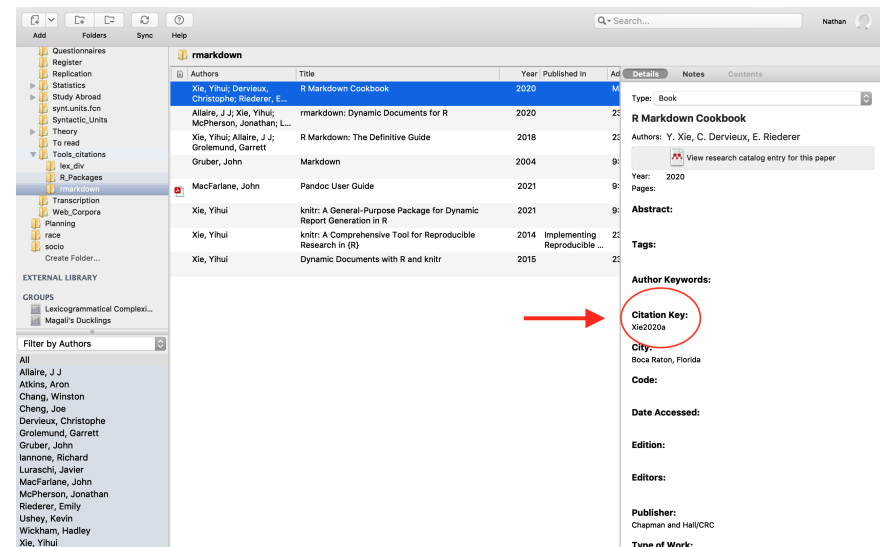 Search...
Nathan
Add Folders Sync Help
Questionnaires
Register
Replication
Statistics
Study Abroad
synt.units.fcn
Syntactic_Units
Theory
To read
Tools_citations
lex_div
R_Packages
rmarkdown
Transcription
Web_Corpora
Planning
race
socio
Create Folder...
EXTERNAL LIBRARY
GROUPS
Lexicogrammatical Complexi...
Magali's Ducklings
Filter by Authors
All
Allaire, J J
Atkins, Aron
Chang, Winston
Cheng, Joe
Dervieux, Christophe
Grolemund, Garrett
Gruber, John
Iannone, Richard
Luraschi, Javier
MacFarlane, John
McPherson, Jonathan
Riederer, Emily
Ushey, Kevin
Wickham, Hadley
Xie, Yihui
rmarkdown
Authors Title Year Published In Ad
Xie, Yihui; Dervieux, R Markdown Cookbook 2020 M
Christophe; Riederer, E...
Allaire, J J; Xie, Yihui; rmarkdown: Dynamic Documents for R 2020 23
McPherson, Jonathan; L...
Xie, Yihui; Allaire, J J; R Markdown: The Definitive Guide 2018 23
Grolemund, Garrett
Gruber, John Markdown 2004 9:
MacFarlane, John Pandoc User Guide 2021 9:
Xie, Yihui knitr: A General-Purpose Package for Dynamic 2021 9:
Report Generation in R
Xie, Yihui knitr: A Comprehensive Tool for Reproducible 2014 Implementing 23
Research in {R} Reproducible ...
Xie, Yihui Dynamic Documents with R and knitr 2015 23
Details Notes Contents
Type: Book
R Markdown Cookbook
Authors: Y. Xie, C. Dervieux, E. Riederer
View research catalog entry for this paper
Year: 2020
Pages:
Abstract:
Tags:
Author Keywords:
Citation Key:
Xie2020a
City:
Boca Raton, Florida
Code:
Date Accessed:
Edition:
Editors:
Publisher:
Chapman and Hall/CRC
Type of Work: